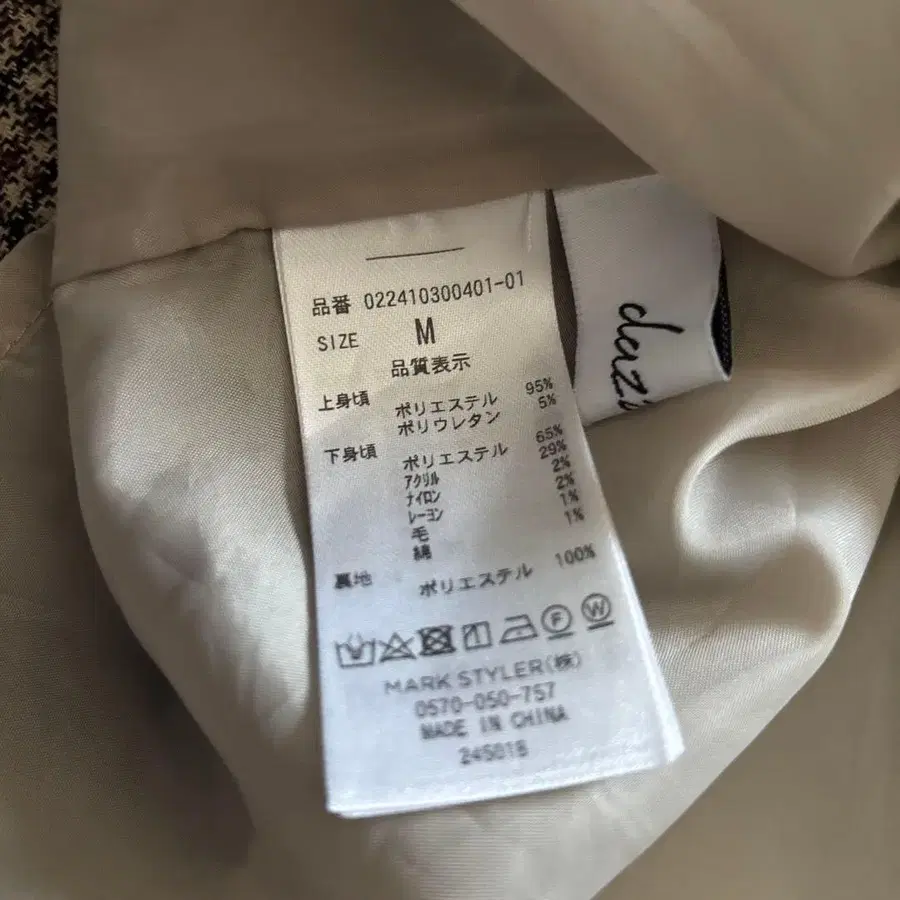 品番 022410300401-01
SIZE M
品質表示
上身頃 ポリエステル 95%
ポリウレタン 5%
下身頃 ポリエステル 65%
アクリル 29%
ナイロン 2%
レーヨン 2%
毛 1%
綿 1%
裏地 ポリエステル 100%
F W
MARK STYLER(株)
0570-050-757
MADE IN CHINA